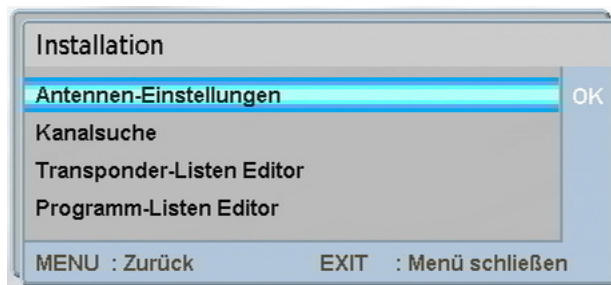 Installation
Antennen-Einstellungen OK
Kanalsuche
Transponder-Listen Editor
Programm-Listen Editor
MENU : Zurück EXIT : Menü schließen